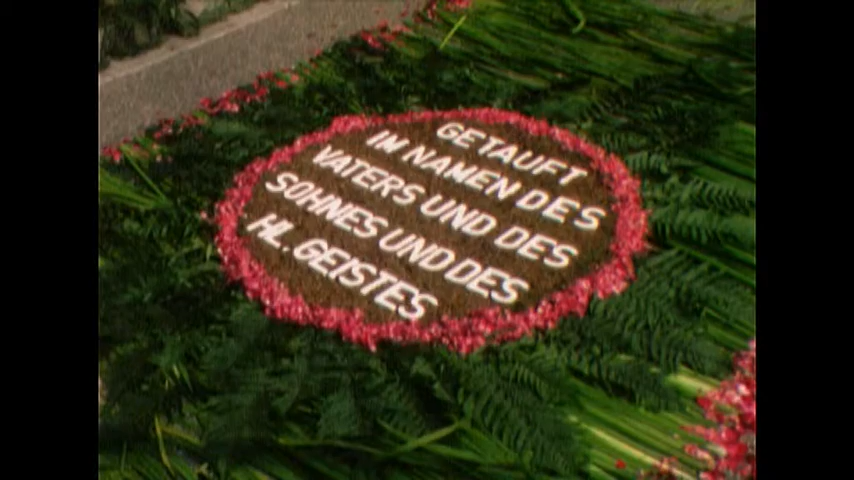 GETAUFT
IM NAMEN DES
VATERS UND DES
SOHNES UND DES
HL. GEISTES